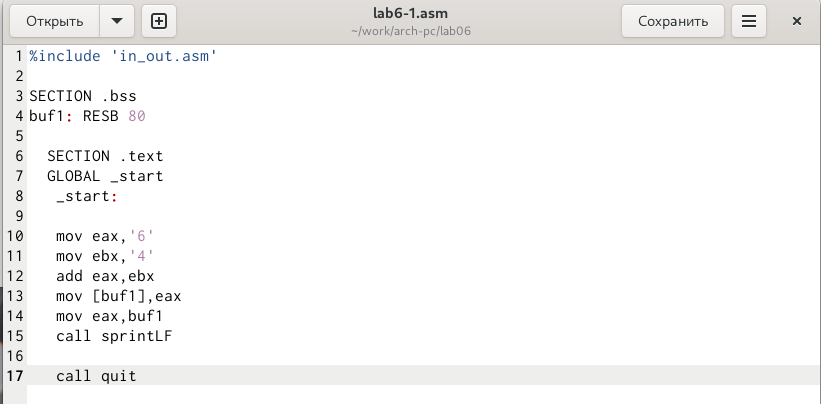 Открыть
lab6-1.asm
~/work/arch-pc/lab06
Сохранить
1 %include 'in_out.asm'
2
3 SECTION .bss
4 buf1: RESB 80
5
6 SECTION .text
7 GLOBAL _start
8 _start:
9
10 mov eax,'6'
11 mov ebx,'4'
12 add eax,ebx
13 mov [buf1],eax
14 mov eax,buf1
15 call sprintLF
16
17 call quit